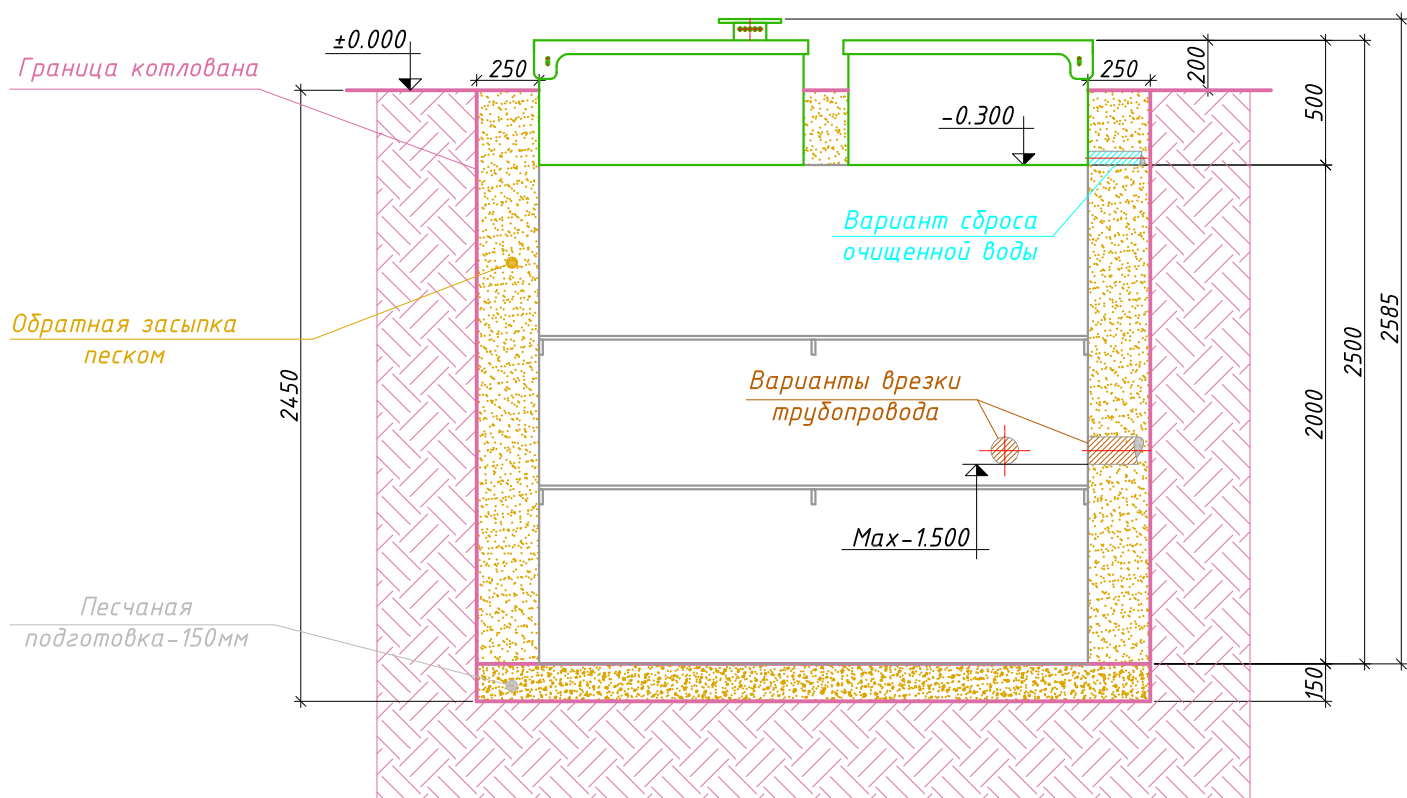 ±0.000
Граница котлована
250
250
200
500
-0.300
Вариант сброса
очищенной воды
Обратная засыпка
песком
2450
2585
2500
2000
Варианты врезки
трубопровода
Max-1.500
Песчаная
подготовка-150мм
150